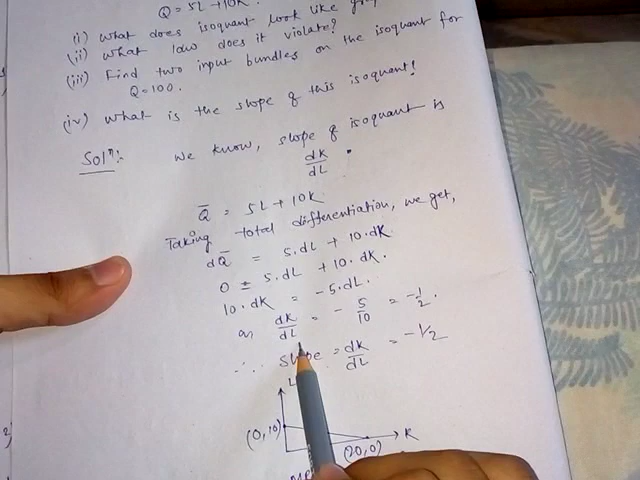 Q = 5L + 10K.
(i) What does isoquant look like
(ii) What law does it violate?
(iii) Find two input bundles on the isoquant for
Q = 100.
(iv) What is the slope of this isoquant?
Solⁿ: We know, slope of isoquant is
dK/dL.
Q̄ = 5L + 10K
Taking total differentiation, we get,
dQ̄ = 5.dL + 10.dK
0 = 5.dL + 10.dK.
10.dK = -5.dL.
or, dK/dL = - 5/10 = - 1/2.
∴ Slope = dK/dL = -1/2
L
(0,10)
K
(20,0)